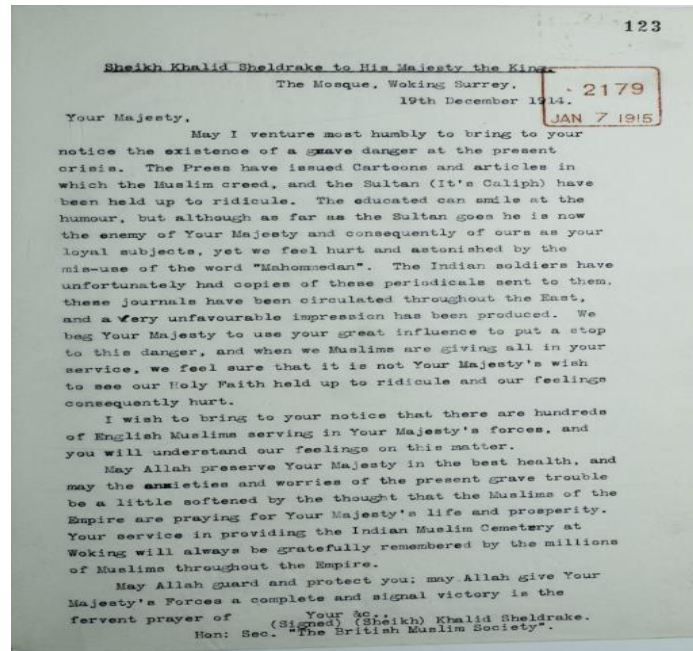 123
Sheikh Khalid Sheldrake to His Majesty the King.
The Mosque, Woking Surrey.
19th December 1914.
2179
JAN 7 1915
Your Majesty,
May I venture most humbly to bring to your
notice the existence of a grave danger at the present
crisis. The Press have issued Cartoons and articles in
which the Muslim creed, and the Sultan (It's Caliph) have
been held up to ridicule. The educated can smile at the
humour, but although as far as the Sultan goes he is now
the enemy of Your Majesty and consequently of ours as your
loyal subjects, yet we feel hurt and astonished by the
mis-use of the word "Mahommedan". The Indian soldiers have
unfortunately had copies of these periodicals sent to them,
these journals have been circulated throughout the East,
and a very unfavourable impression has been produced. We
beg Your Majesty to use your great influence to put a stop
to this danger, and when we Muslims are giving all in your
service, we feel sure that it is not Your Majesty's wish
to see our Holy Faith held up to ridicule and our feelings
consequently hurt.
I wish to bring to your notice that there are hundreds
of English Muslims serving in Your Majesty's forces, and
you will understand our feelings on this matter.
May Allah preserve Your Majesty in the best health, and
may the anxieties and worries of the present grave trouble
be a little softened by the thought that the Muslims of the
Empire are praying for Your Majesty's life and prosperity.
Your service in providing the Indian Muslim Cemetery at
Woking will always be gratefully remembered by the millions
of Muslims throughout the Empire.
May Allah guard and protect you; may Allah give Your
Majesty's Forces a complete and signal victory is the
fervent prayer of Your &c.,
(Signed) (Sheikh) Khalid Sheldrake.
Hon: Sec. "The British Muslim Society".